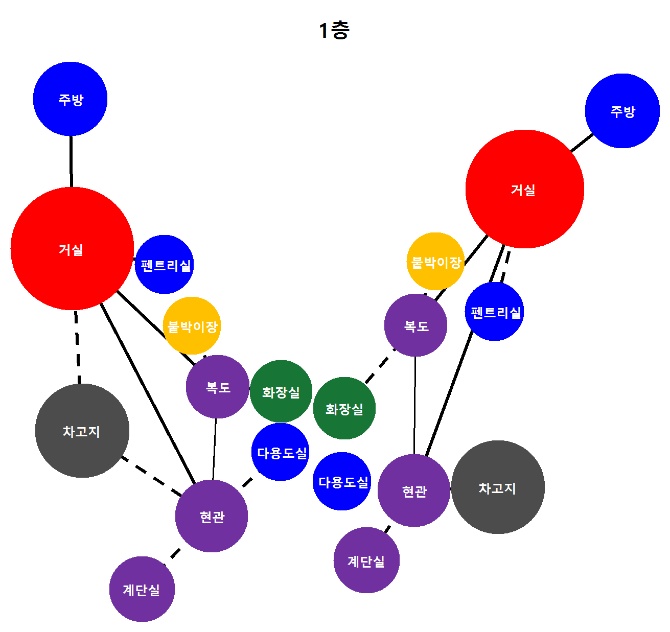 1층
주방
주방
거실
거실
펜트리실
붙박이장
붙박이장
펜트리실
복도
복도
화장실
화장실
차고지
다용도실
다용도실
현관
현관
차고지
계단실
계단실